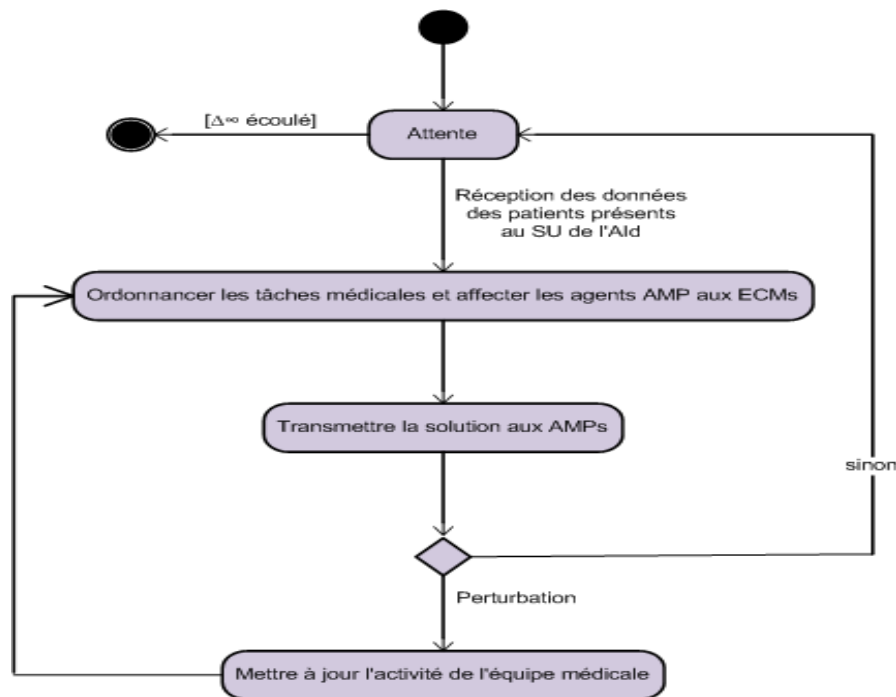 [Δ∞ écoulé]
Attente
Réception des données
des patients présents
au SU de l'AId
Ordonnancer les tâches médicales et affecter les agents AMP aux ECMs
Transmettre la solution aux AMPs
sinon
Perturbation
Mettre à jour l'activité de l'équipe médicale